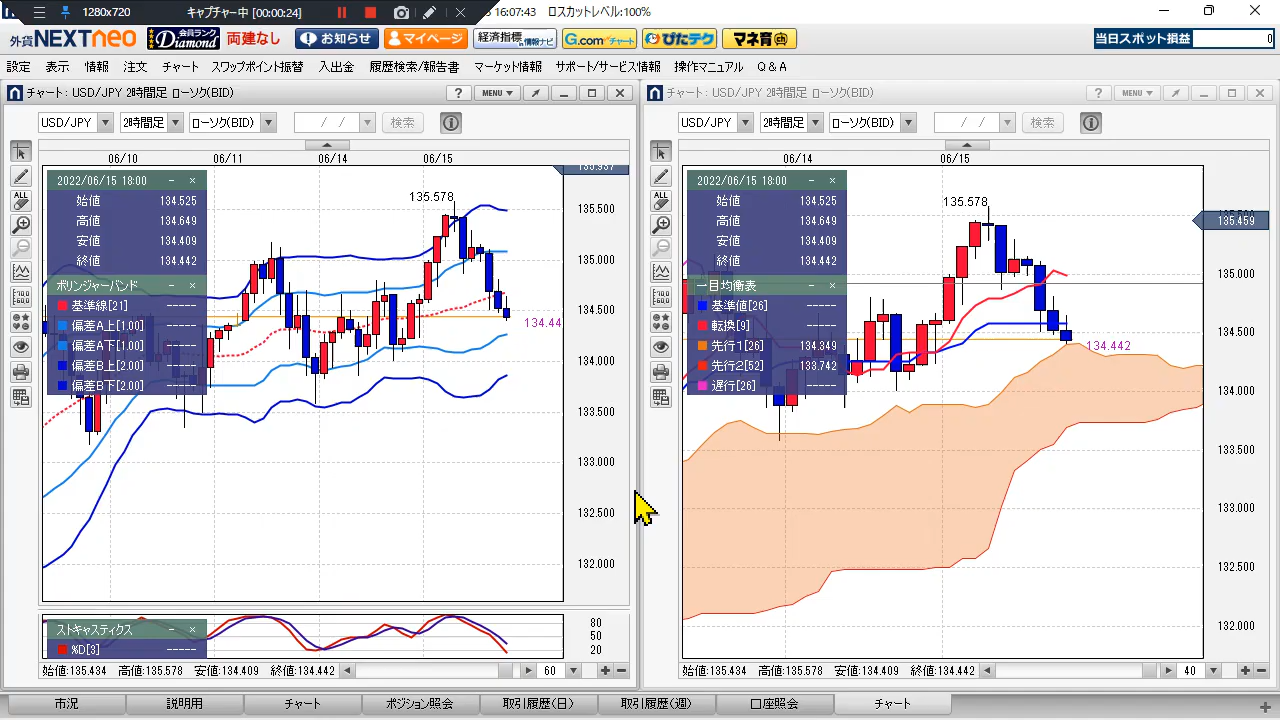 1280x720 キャプチャー中 [00:00:24] 16:07:43 ロスカットレベル:100%
外貨NEXTneo 会員ランク Diamond 両建なし お知らせ マイページ 経済指標 情報ナビ G.comチャート ぴたテク マネ育 当日スポット損益 0
設定 表示 情報 注文 チャート スワップポイント振替 入出金 履歴検索/報告書 マーケット情報 サポート/サービス情報 操作マニュアル Q&A
チャート : USD/JPY 2時間足 ローソク(BID) ? MENU
USD/JPY 2時間足 ローソク(BID) / / 検索
06/10 06/11 06/14 06/15
2022/06/15 18:00 － ×
始値 134.525
高値 134.649
安値 134.409
終値 134.442
ボリンジャーバンド － ×
基準線[21] -----
偏差A上[1.00] -----
偏差A下[1.00] -----
偏差B上[2.00] -----
偏差B下[2.00] -----
135.578
134.44
135.937
135.500
135.000
134.500
134.000
133.500
133.000
132.500
132.000
ストキャスティクス － ×
%D[3] -----
80
50
20
始値:135.434 高値:135.578 安値:134.409 終値:134.442 60
チャート : USD/JPY 2時間足 ローソク(BID) ? MENU
USD/JPY 2時間足 ローソク(BID) / / 検索
06/14 06/15
2022/06/15 18:00 － ×
始値 134.525
高値 134.649
安値 134.409
終値 134.442
一目均衡表 － ×
基準値[26] -----
転換[9] -----
先行1[26] 134.349
先行2[52] 133.742
遅行[26] -----
135.578
134.442
135.459
135.000
134.500
134.000
133.500
133.000
132.500
132.000
始値:135.434 高値:135.578 安値:134.409 終値:134.442 40
市況 説明用 チャート ポジション照会 取引履歴(日) 取引履歴(週) 口座照会 チャート